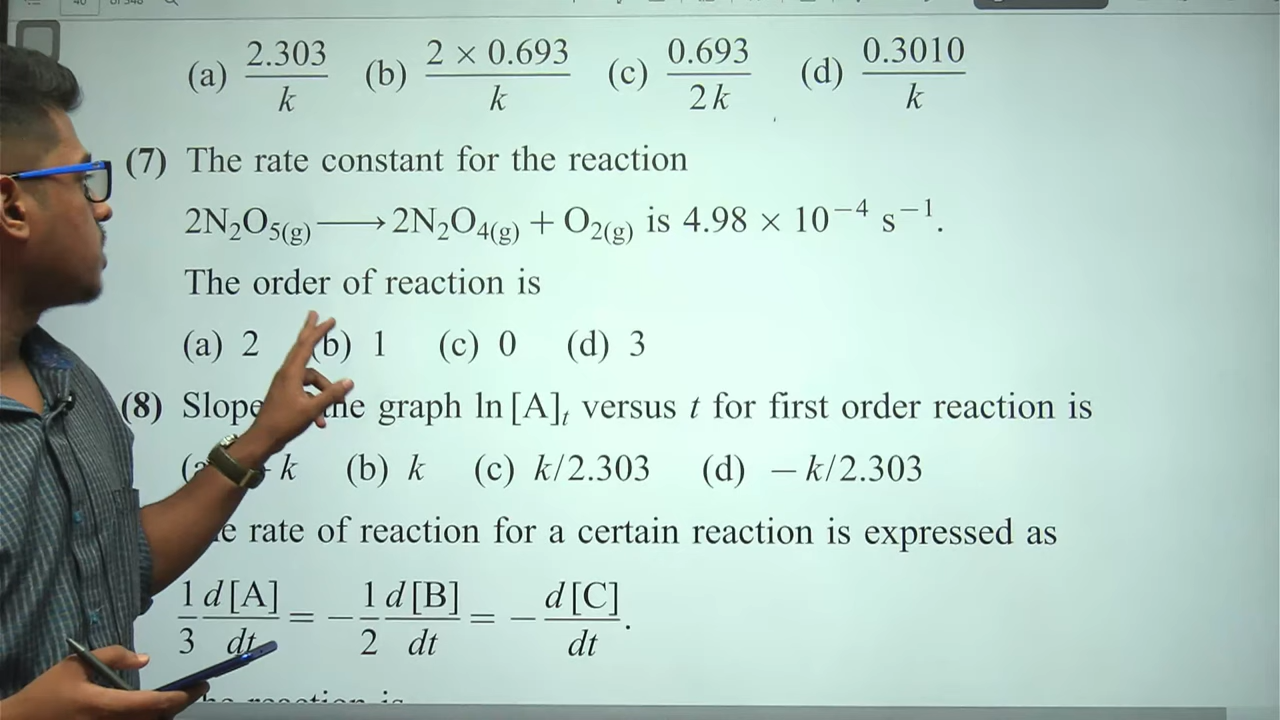 (a) 2.303/k (b) 2 × 0.693/k (c) 0.693/2k (d) 0.3010/k
(7) The rate constant for the reaction
2N₂O₅(g) ⟶ 2N₂O₄(g) + O₂(g) is 4.98 × 10⁻⁴ s⁻¹.
The order of reaction is
(a) 2 b) 1 (c) 0 (d) 3
(8) Slope graph ln [A]ₜ versus t for first order reaction is
k (b) k (c) k/2.303 (d) – k/2.303
rate of reaction for a certain reaction is expressed as
1/3 d[A]/dt = – 1/2 d[B]/dt = – d[C]/dt.